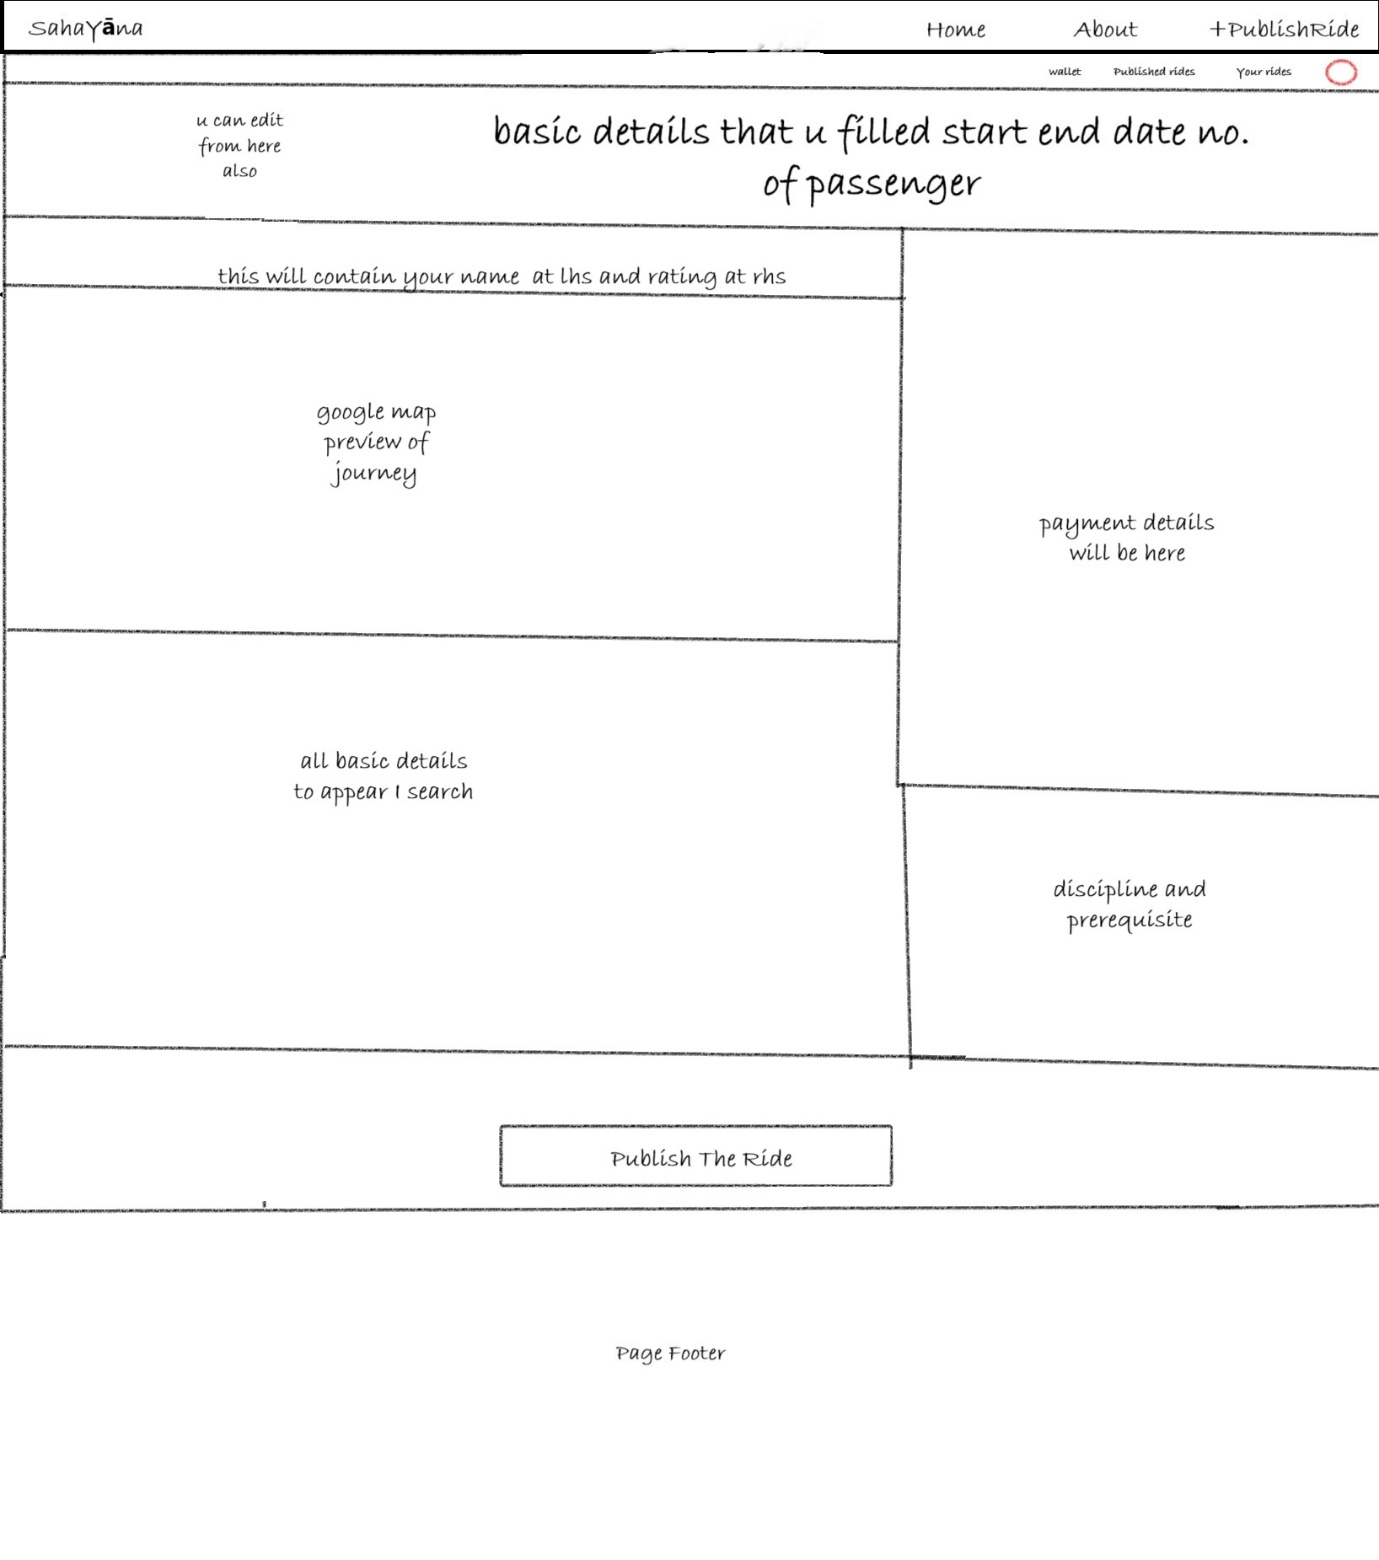 SahaYāna
Home
About
+PublishRide
wallet
Published rides
Your rides
u can edit
from here
also
basic details that u filled start end date no.
of passenger
this will contain your name at lhs and rating at rhs
google map
preview of
journey
payment details
will be here
all basic details
to appear I search
discipline and
prerequisite
Publish The Ride
Page Footer